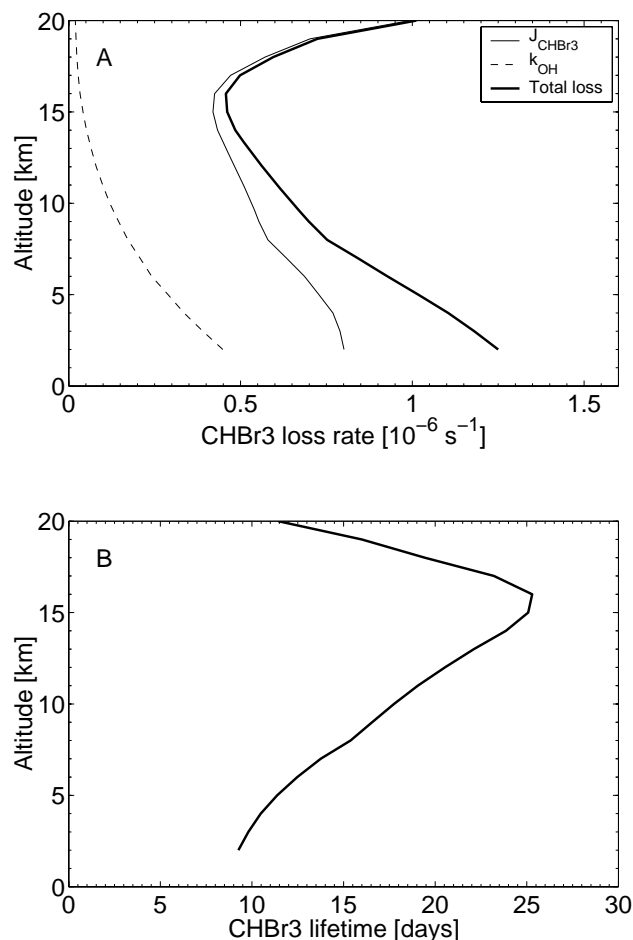 20
15
10
5
0
Altitude [km]
A
J_CHBr3
k_OH
Total loss
0 0.5 1 1.5
CHBr3 loss rate [10⁻⁶ s⁻¹]
20
15
10
5
0
Altitude [km]
B
0 5 10 15 20 25 30
CHBr3 lifetime [days]